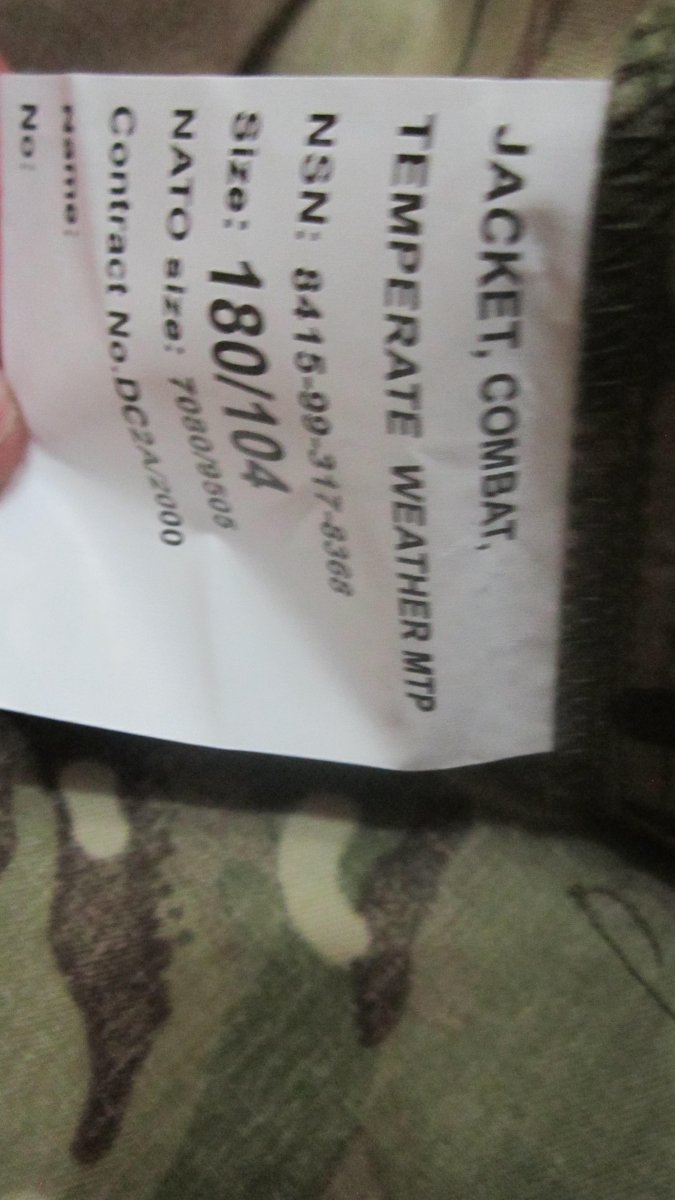 JACKET, COMBAT,
TEMPERATE WEATHER MTP
NSN: 8415-99-317-8368
Size: 180/104
NATO size: 7080/9505
Contract No.DC2A/2000
Name:
No: